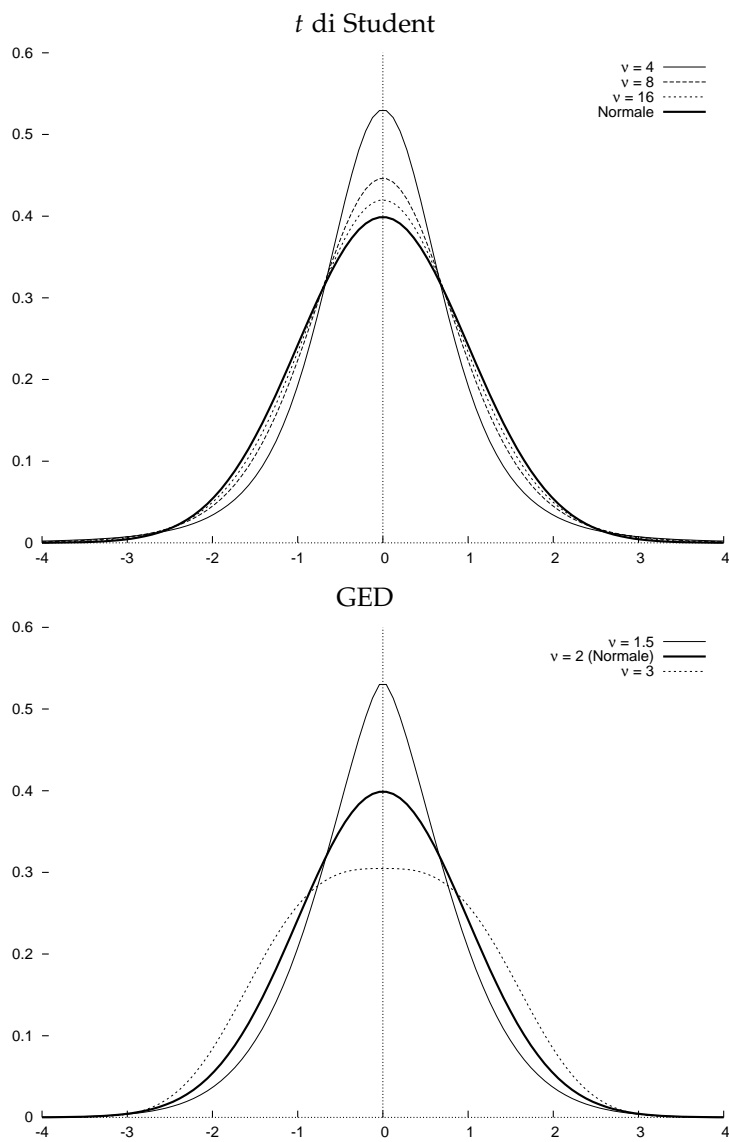 t di Student
0.6
ν = 4
ν = 8
ν = 16
Normale
0.5
0.4
0.3
0.2
0.1
0
-4 -3 -2 -1 0 1 2 3 4
GED
0.6
ν = 1.5
ν = 2 (Normale)
ν = 3
0.5
0.4
0.3
0.2
0.1
0
-4 -3 -2 -1 0 1 2 3 4